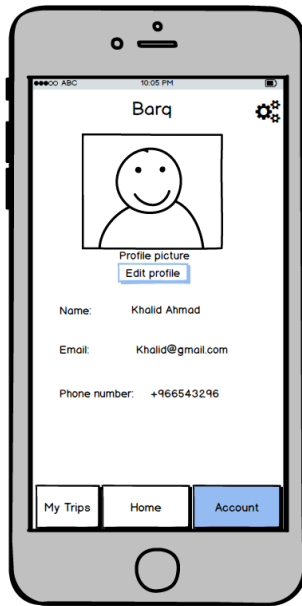 ABC 10:05 PM
Barq
Profile picture
Edit profile
Name: Khalid Ahmad
Email: Khalid@gmail.com
Phone number: +966543296
My Trips Home Account